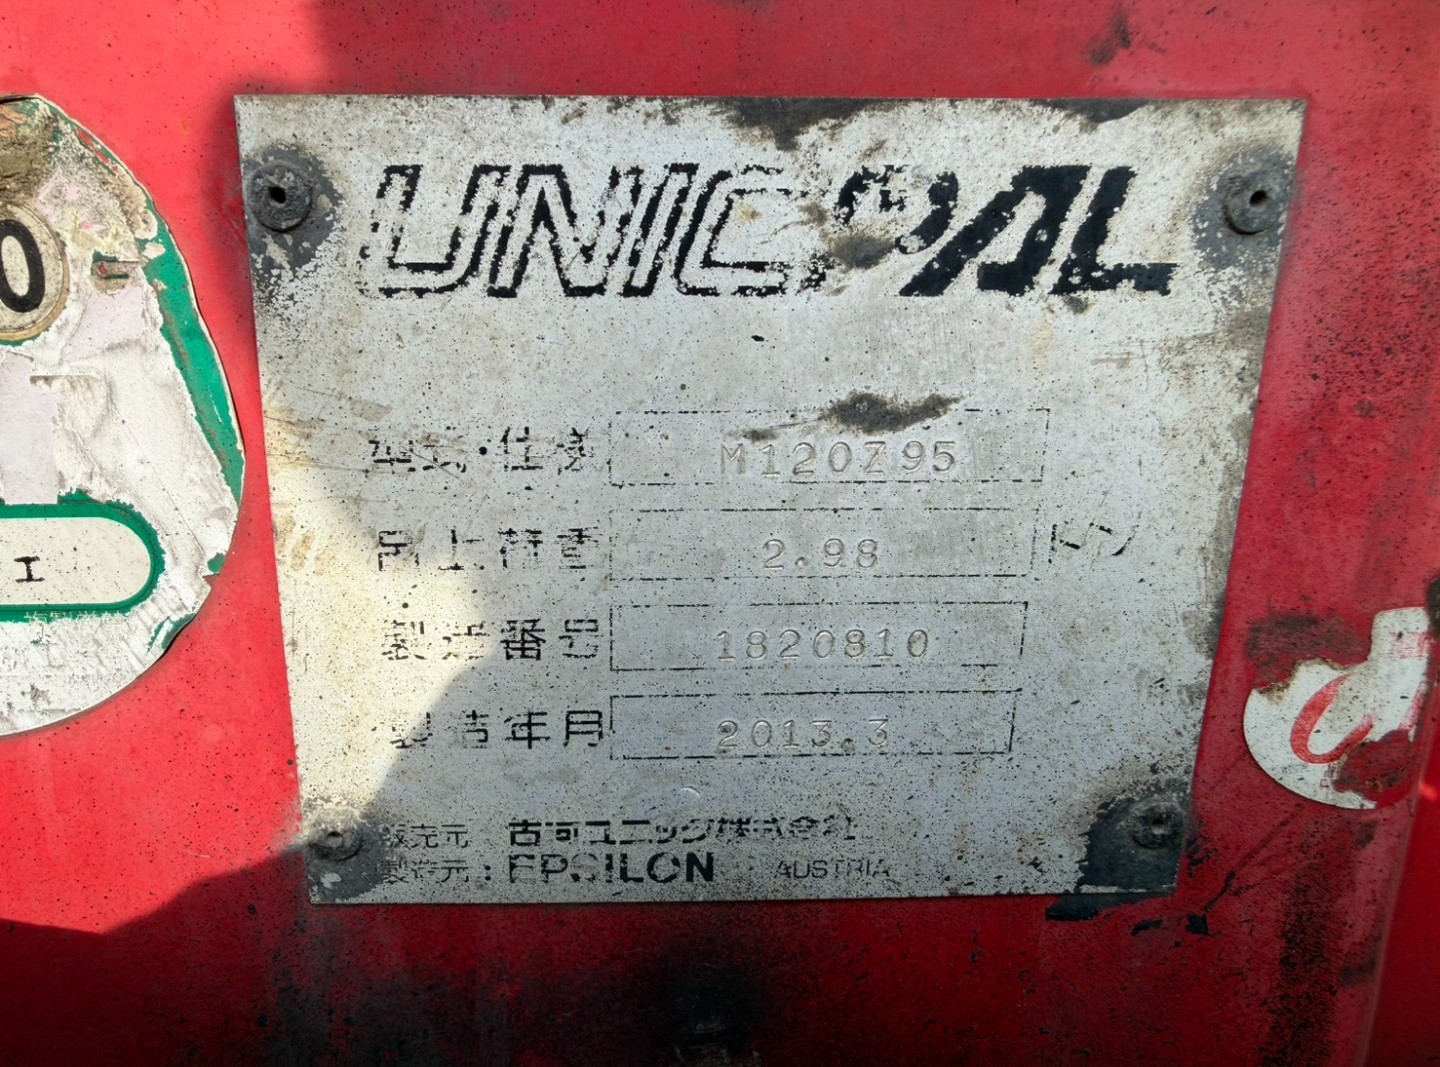 UNICPAL
型式・仕様 M120Z95
吊上荷重 2.98 トン
製造番号 1820810
製造年月 2013.3
販売元 古河ユニック株式会社
製造元: EPSILON AUSTRIA
0
I